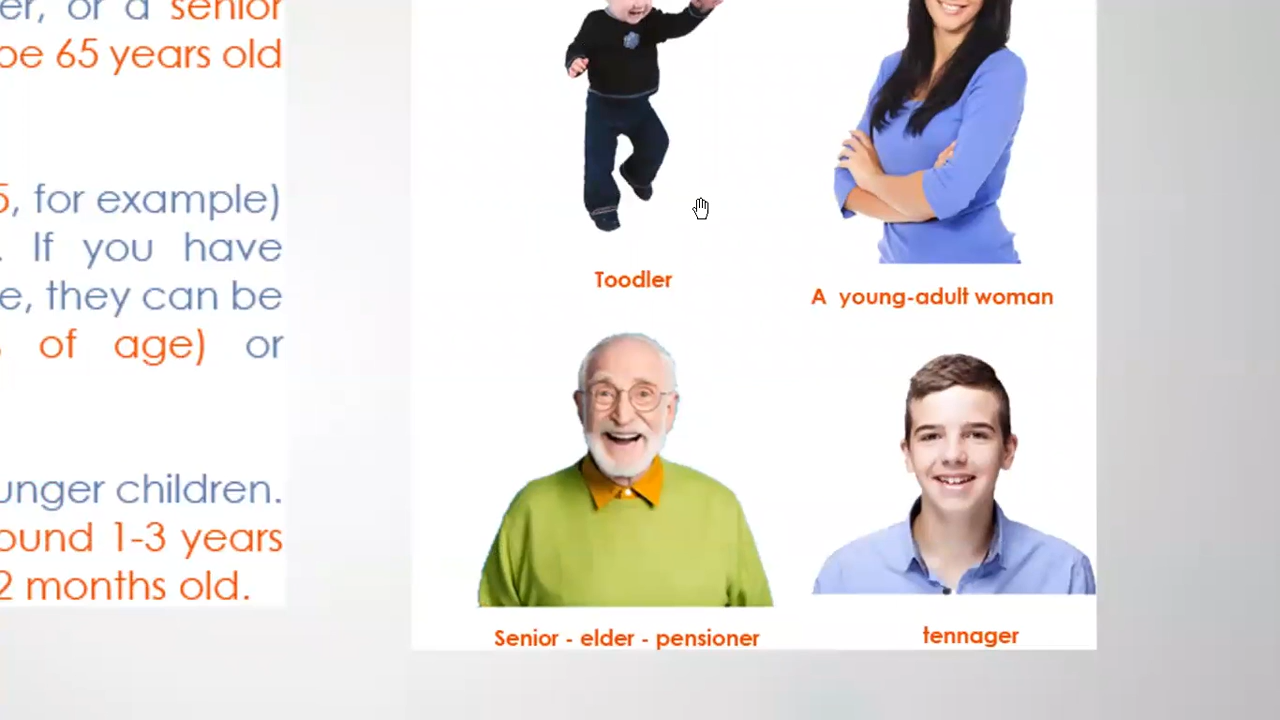 er, or a senior
be 65 years old
5, for example)
. If you have
e, they can be
of age) or
unger children.
ound 1-3 years
2 months old.
Toodler
A young-adult woman
Senior - elder - pensioner
tennager